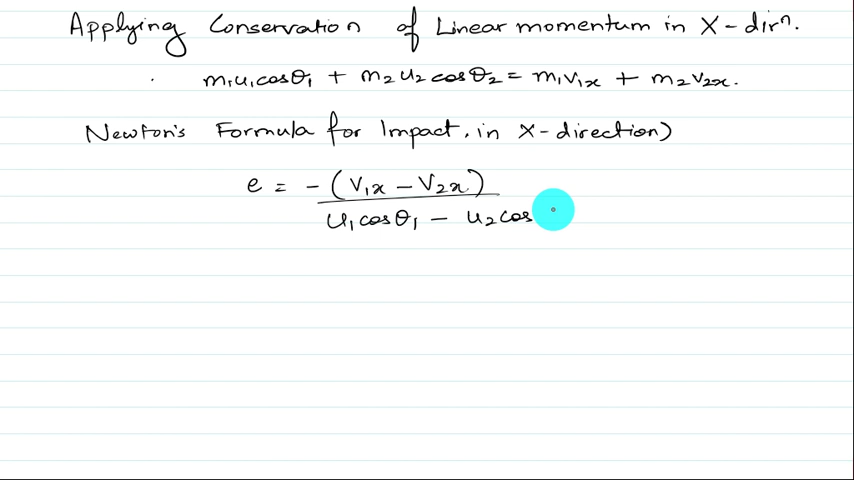 Applying Conservation of Linear momentum in X-dirⁿ.
m₁u₁cosθ₁ + m₂u₂cosθ₂ = m₁v₁ₓ + m₂v₂ₓ.
Newton's Formula for Impact, in X-direction)
e = -(V₁ₓ - V₂ₓ)
u₁cosθ₁ - u₂cos